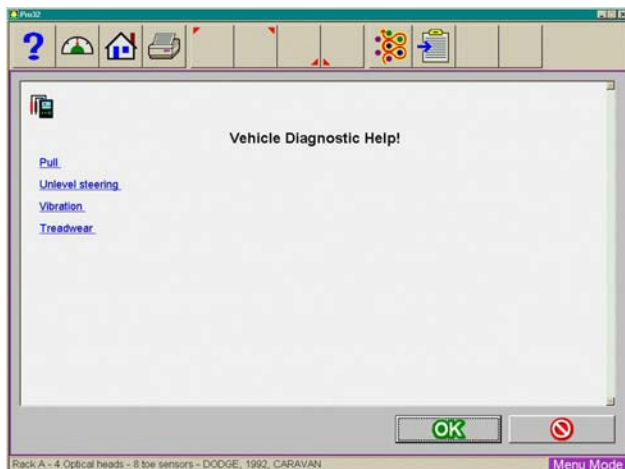 Pro32
?
Vehicle Diagnostic Help!
Pull
Unlevel steering
Vibration
Treadwear
OK
Rack A - 4 Optical heads - 8 toe sensors - DODGE, 1992, CARAVAN
Menu Mode